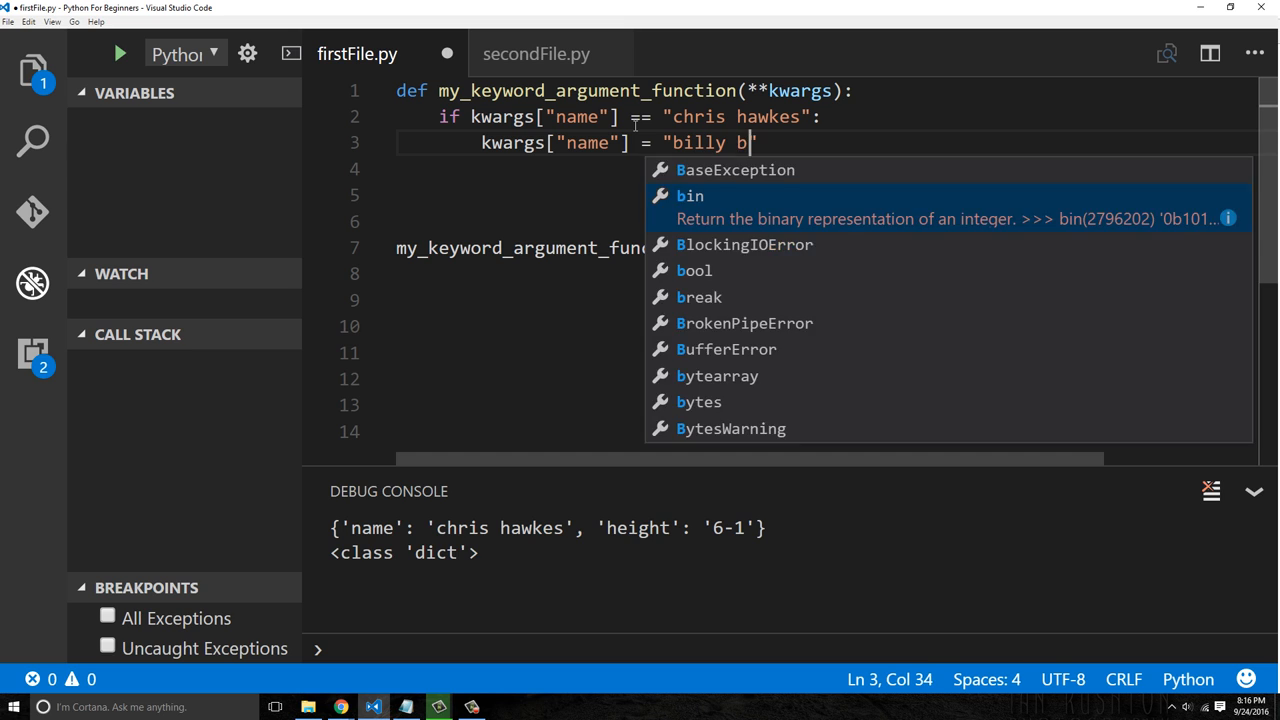 • firstFile.py - Python For Beginners - Visual Studio Code
File Edit View Go Help
Python
firstFile.py
secondFile.py
1
VARIABLES
WATCH
CALL STACK
2
BREAKPOINTS
All Exceptions
Uncaught Exceptions
1 def my_keyword_argument_function(**kwargs):
2 if kwargs["name"] == "chris hawkes":
3 kwargs["name"] = "billy b"
4
5
6
7 my_keyword_argument_func
8
9
10
11
12
13
14
BaseException
bin
Return the binary representation of an integer. >>> bin(2796202) '0b101...
BlockingIOError
bool
break
BrokenPipeError
BufferError
bytearray
bytes
BytesWarning
DEBUG CONSOLE
{'name': 'chris hawkes', 'height': '6-1'}
<class 'dict'>
0 0
Ln 3, Col 34 Spaces: 4 UTF-8 CRLF Python
I'm Cortana. Ask me anything.
8:16 PM
9/24/2016